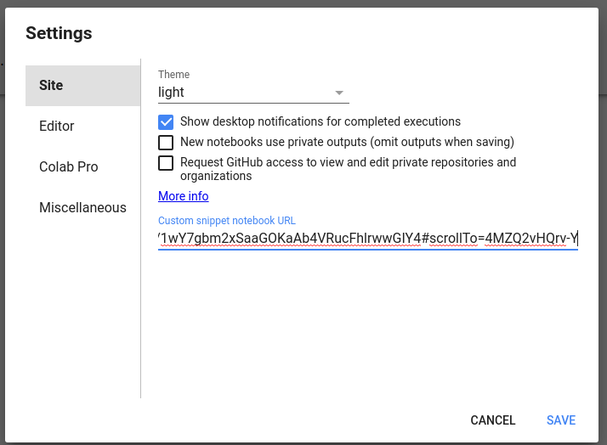 Settings
Site
Editor
Colab Pro
Miscellaneous
Theme
light
Show desktop notifications for completed executions
New notebooks use private outputs (omit outputs when saving)
Request GitHub access to view and edit private repositories and
organizations
More info
Custom snippet notebook URL
/1wY7gbm2xSaaGOKaAb4VRucFhIrwwGIY4#scrollTo=4MZQ2vHQrv-Y
CANCEL
SAVE